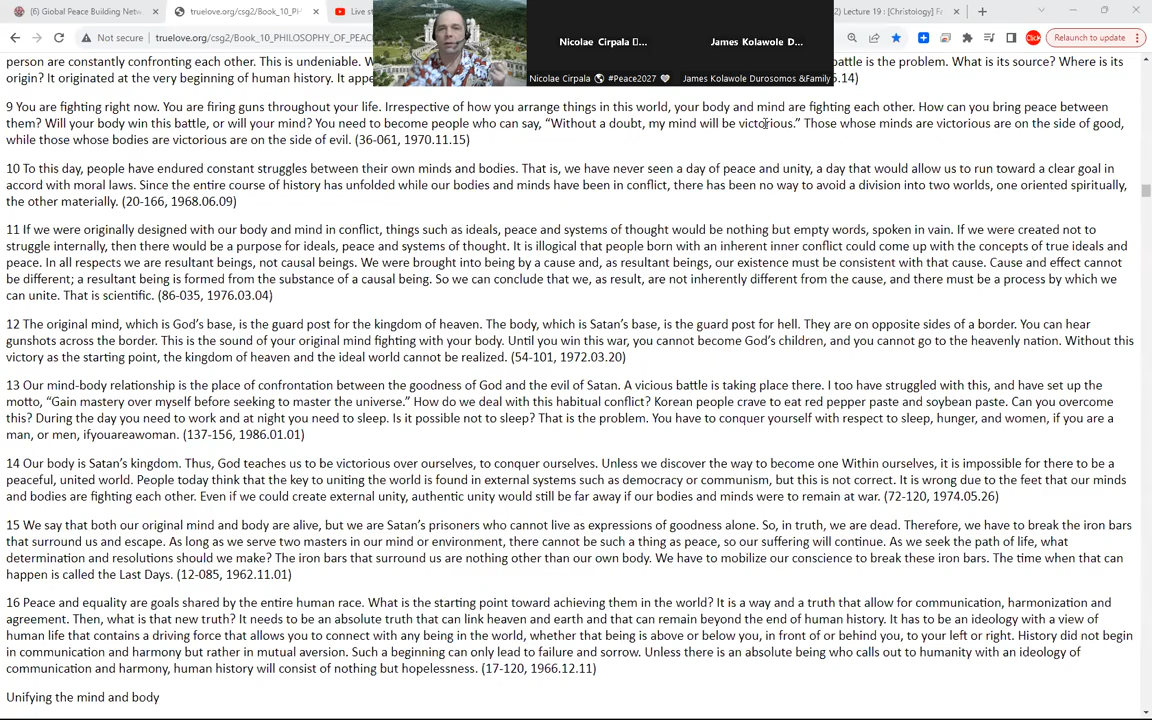 (6) Global Peace Building Netw
truelove.org/csg2/Book_10_PH
Live st
2) Lecture 19 : [Christology] Fa
Not secure
truelove.org/csg2/Book_10_PHILOSOPHY_OF_PEAC
Click
Relaunch to update
Nicolae Cirpala
James Kolawole D...
Nicolae Cirpala #Peace2027
James Kolawole Durosomos &Family
person are constantly confronting each other. This is undeniable. W
attle is the problem. What is its source? Where is its
origin? It originated at the very beginning of human history. It appe
5.14)
9 You are fighting right now. You are firing guns throughout your life. Irrespective of how you arrange things in this world, your body and mind are fighting each other. How can you bring peace between
them? Will your body win this battle, or will your mind? You need to become people who can say, “Without a doubt, my mind will be victorious.” Those whose minds are victorious are on the side of good,
while those whose bodies are victorious are on the side of evil. (36-061, 1970.11.15)
10 To this day, people have endured constant struggles between their own minds and bodies. That is, we have never seen a day of peace and unity, a day that would allow us to run toward a clear goal in
accord with moral laws. Since the entire course of history has unfolded while our bodies and minds have been in conflict, there has been no way to avoid a division into two worlds, one oriented spiritually,
the other materially. (20-166, 1968.06.09)
11 If we were originally designed with our body and mind in conflict, things such as ideals, peace and systems of thought would be nothing but empty words, spoken in vain. If we were created not to
struggle internally, then there would be a purpose for ideals, peace and systems of thought. It is illogical that people born with an inherent inner conflict could come up with the concepts of true ideals and
peace. In all respects we are resultant beings, not causal beings. We were brought into being by a cause and, as resultant beings, our existence must be consistent with that cause. Cause and effect cannot
be different; a resultant being is formed from the substance of a causal being. So we can conclude that we, as result, are not inherently different from the cause, and there must be a process by which we
can unite. That is scientific. (86-035, 1976.03.04)
12 The original mind, which is God’s base, is the guard post for the kingdom of heaven. The body, which is Satan’s base, is the guard post for hell. They are on opposite sides of a border. You can hear
gunshots across the border. This is the sound of your original mind fighting with your body. Until you win this war, you cannot become God’s children, and you cannot go to the heavenly nation. Without this
victory as the starting point, the kingdom of heaven and the ideal world cannot be realized. (54-101, 1972.03.20)
13 Our mind-body relationship is the place of confrontation between the goodness of God and the evil of Satan. A vicious battle is taking place there. I too have struggled with this, and have set up the
motto, “Gain mastery over myself before seeking to master the universe.” How do we deal with this habitual conflict? Korean people crave to eat red pepper paste and soybean paste. Can you overcome
this? During the day you need to work and at night you need to sleep. Is it possible not to sleep? That is the problem. You have to conquer yourself with respect to sleep, hunger, and women, if you are a
man, or men, ifyouareawoman. (137-156, 1986.01.01)
14 Our body is Satan’s kingdom. Thus, God teaches us to be victorious over ourselves, to conquer ourselves. Unless we discover the way to become one Within ourselves, it is impossible for there to be a
peaceful, united world. People today think that the key to uniting the world is found in external systems such as democracy or communism, but this is not correct. It is wrong due to the feet that our minds
and bodies are fighting each other. Even if we could create external unity, authentic unity would still be far away if our bodies and minds were to remain at war. (72-120, 1974.05.26)
15 We say that both our original mind and body are alive, but we are Satan’s prisoners who cannot live as expressions of goodness alone. So, in truth, we are dead. Therefore, we have to break the iron bars
that surround us and escape. As long as we serve two masters in our mind or environment, there cannot be such a thing as peace, so our suffering will continue. As we seek the path of life, what
determination and resolutions should we make? The iron bars that surround us are nothing other than our own body. We have to mobilize our conscience to break these iron bars. The time when that can
happen is called the Last Days. (12-085, 1962.11.01)
16 Peace and equality are goals shared by the entire human race. What is the starting point toward achieving them in the world? It is a way and a truth that allow for communication, harmonization and
agreement. Then, what is that new truth? It needs to be an absolute truth that can link heaven and earth and that can remain beyond the end of human history. It has to be an ideology with a view of
human life that contains a driving force that allows you to connect with any being in the world, whether that being is above or below you, in front of or behind you, to your left or right. History did not begin
in communication and harmony but rather in mutual aversion. Such a beginning can only lead to failure and sorrow. Unless there is an absolute being who calls out to humanity with an ideology of
communication and harmony, human history will consist of nothing but hopelessness. (17-120, 1966.12.11)
Unifying the mind and body